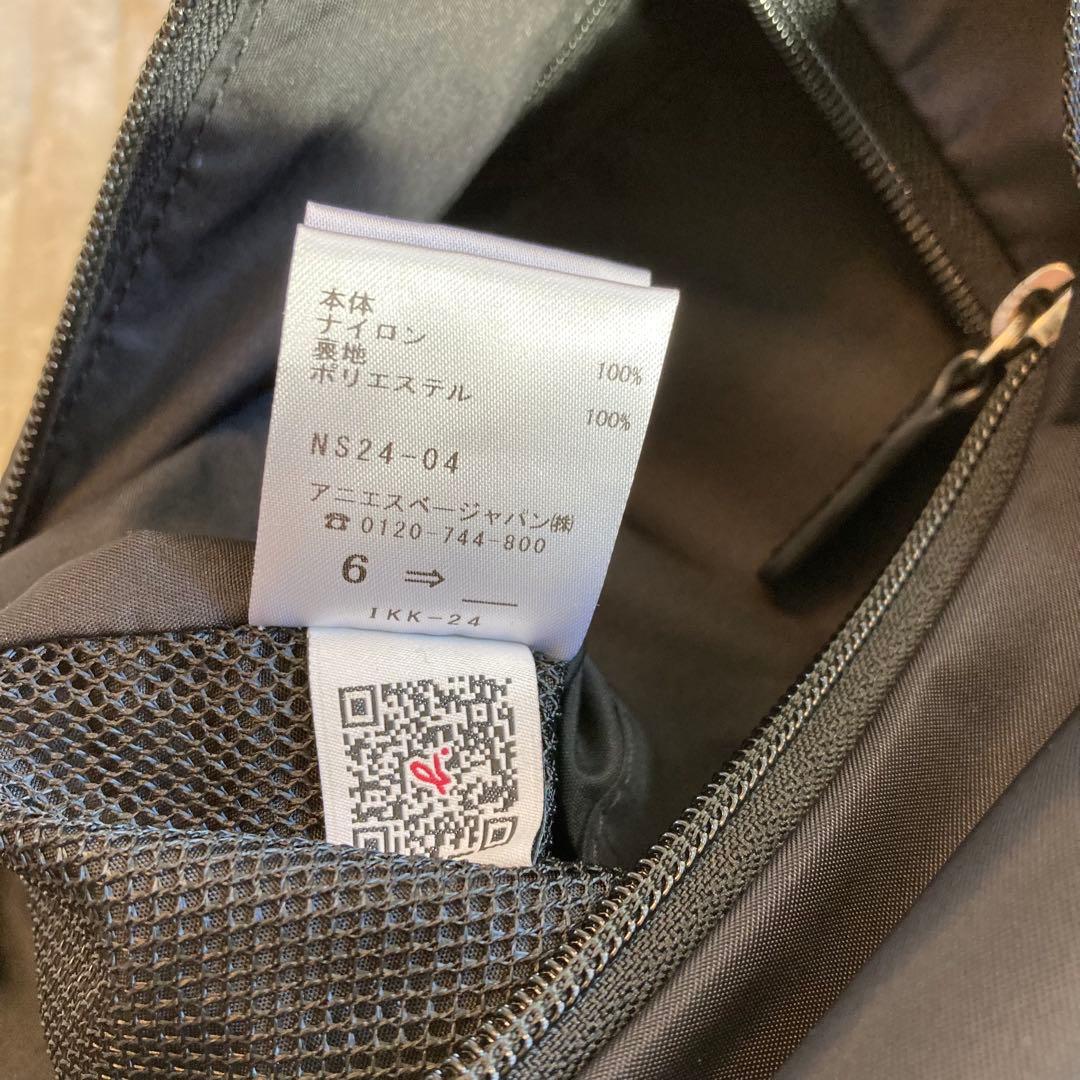 本体
ナイロン
100%
裏地
ポリエステル
100%
NS24-04
アニエスベージャパン㈱
☎0120-744-800
6 ⇒ __
IKK-24
b.